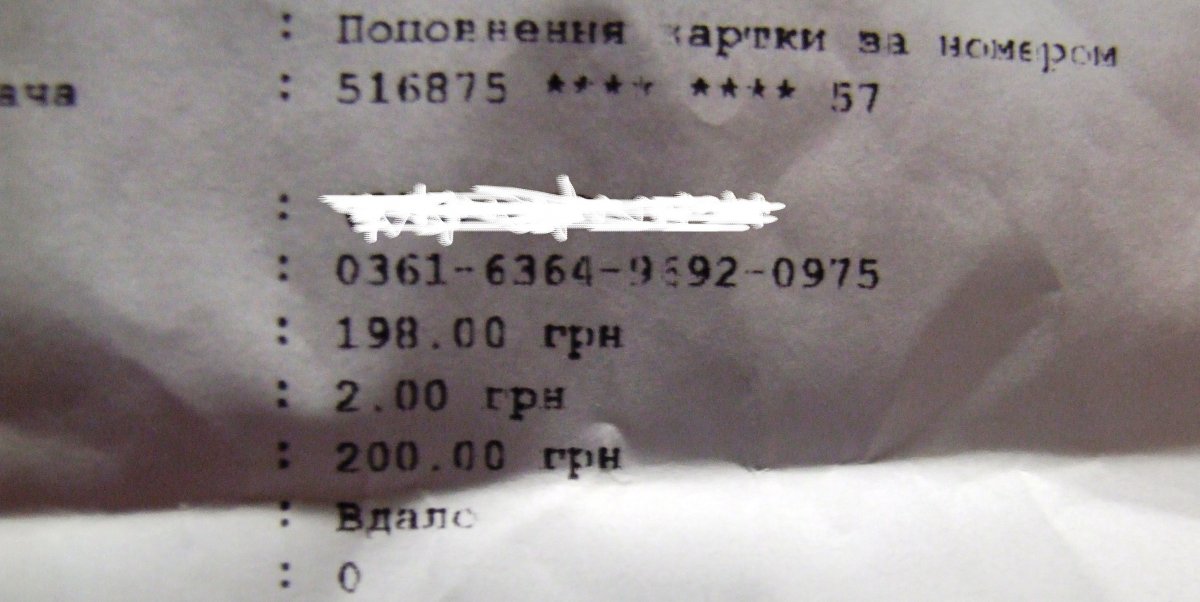 : Поповнення картки за номером
ача : 516875 **** **** 57
:
: 0361-6364-9692-0975
: 198.00 грн
: 2.00 грн
: 200.00 грн
: Вдало
: 0